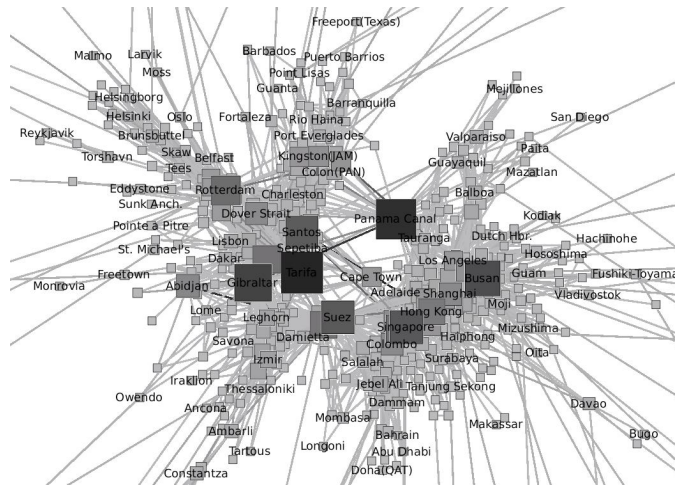 Freeport(Texas)
Malmo
Larvik
Barbados
Puerto Barrios
Moss
Point Lisas
Guanta
Mejillones
Helsingborg
Barranquilla
Helsinki
Oslo
Fortaleza
Rio Haina
San Diego
Reykjavik
Brunsbuttel
Port Everglades
Valparaiso
Paita
Torshavn
Skaw
Belfast
Kingston(JAM)
Guayaquil
Tees
Colon(PAN)
Mazatlan
Eddystone
Rotterdam
Charleston
Balboa
Sunk Anch.
Dover Strait
Panama Canal
Kodiak
Pointe à Pitre
Santos
Tauranga
Dutch Hbr.
Hachinohe
St. Michael's
Lisbon
Sepetiba
Hososhima
Dakar
Los Angeles
Freetown
Tarifa
Cape Town
Busan
Guam
Fushiki-Toyama
Monrovia
Abidjan
Gibraltar
Adelaide
Shanghai
Vladivostok
Lome
Suez
Hong Kong
Moji
Leghorn
Singapore
Mizushima
Savona
Damietta
Colombo
Haiphong
Izmir
Salalah
Surabaya
Oita
Iraklion
Thessaloniki
Jebel Ali
Tanjung Sekong
Owendo
Ancona
Dammam
Davao
Ambarli
Mombasa
Makassar
Bahrain
Bugo
Tartous
Longoni
Abu Dhabi
Constantza
Doha(QAT)